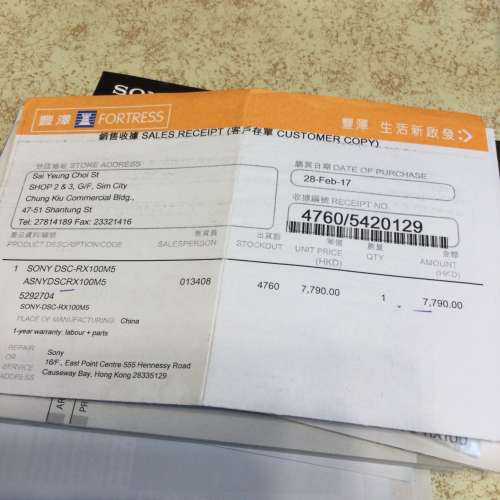 SONY
豐澤 FORTRESS
豐澤 生活新啟發
銷售收據 SALES RECEIPT (客戶存單 CUSTOMER COPY)
店舖地址 STORE ADDRESS
Sai Yeung Choi St
SHOP 2 & 3, G/F, Sim City
Chung Kiu Commercial Bldg.,
47-51 Shantung St
Tel: 27814189 Fax: 23321416
購買日期 DATE OF PURCHASE
28-Feb-17
收據編號 RECEIPT NO.
4760/5420129
產品資料/編號 售貨員 出貨部 單價 數量 金額
PRODUCT DESCRIPTION/CODE SALESPERSON STOCKOUT UNIT PRICE (HKD) QTY AMOUNT (HKD)
1 SONY DSC-RX100M5
ASNYDSCRX100M5 013408 4760 7,790.00 1 7,790.00
5292704
SONY-DSC-RX100M5
PLACE OF MANUFACTURING: China
1-year warranty: labour + parts
REPAIR OR SERVICE ADDRESS
Sony
16/F., East Point Centre 555 Hennessy Road
Causeway Bay, Hong Kong 28335129
RX100